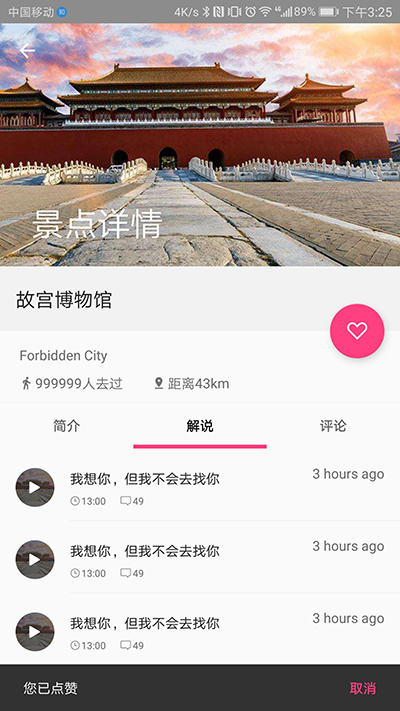 中国移动 知 4K/s 4G 89% 下午3:25
景点详情
故宫博物馆
Forbidden City
999999人去过 距离43km
简介 解说 评论
我想你，但我不会去找你 3 hours ago
13:00 49
我想你，但我不会去找你 3 hours ago
13:00 49
我想你，但我不会去找你 3 hours ago
13:00 49
您已点赞 取消